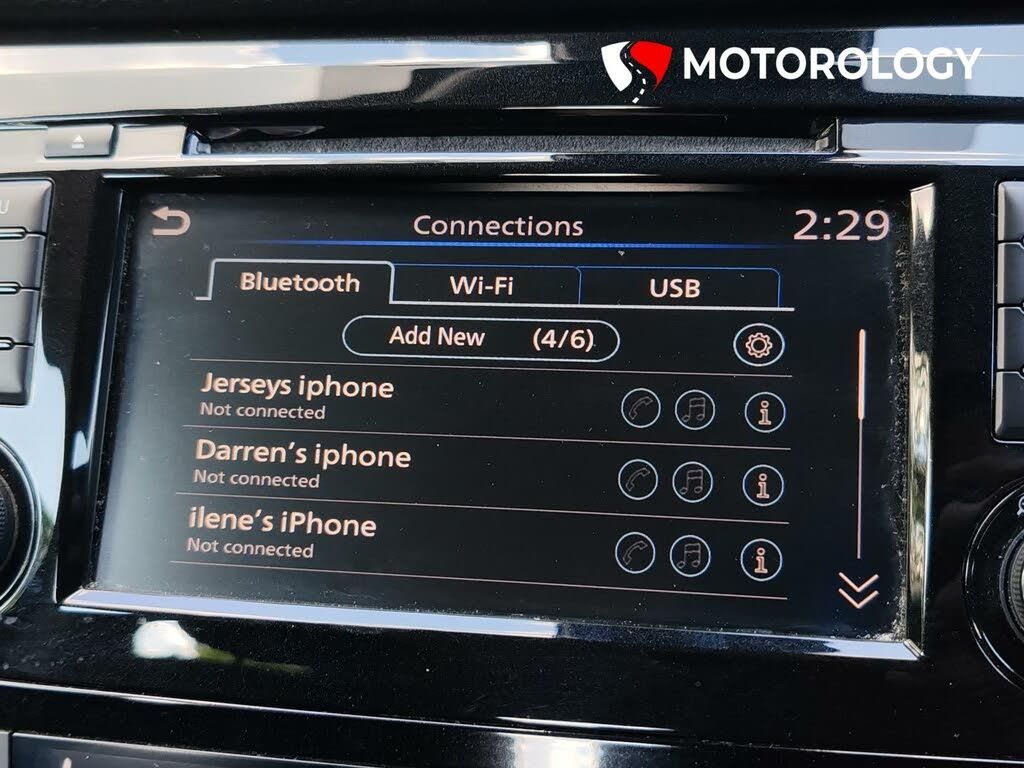 MOTOROLOGY
Connections
2:29
Bluetooth
Wi-Fi
USB
Add New (4/6)
Jerseys iphone
Not connected
Darren's iphone
Not connected
ilene's iPhone
Not connected